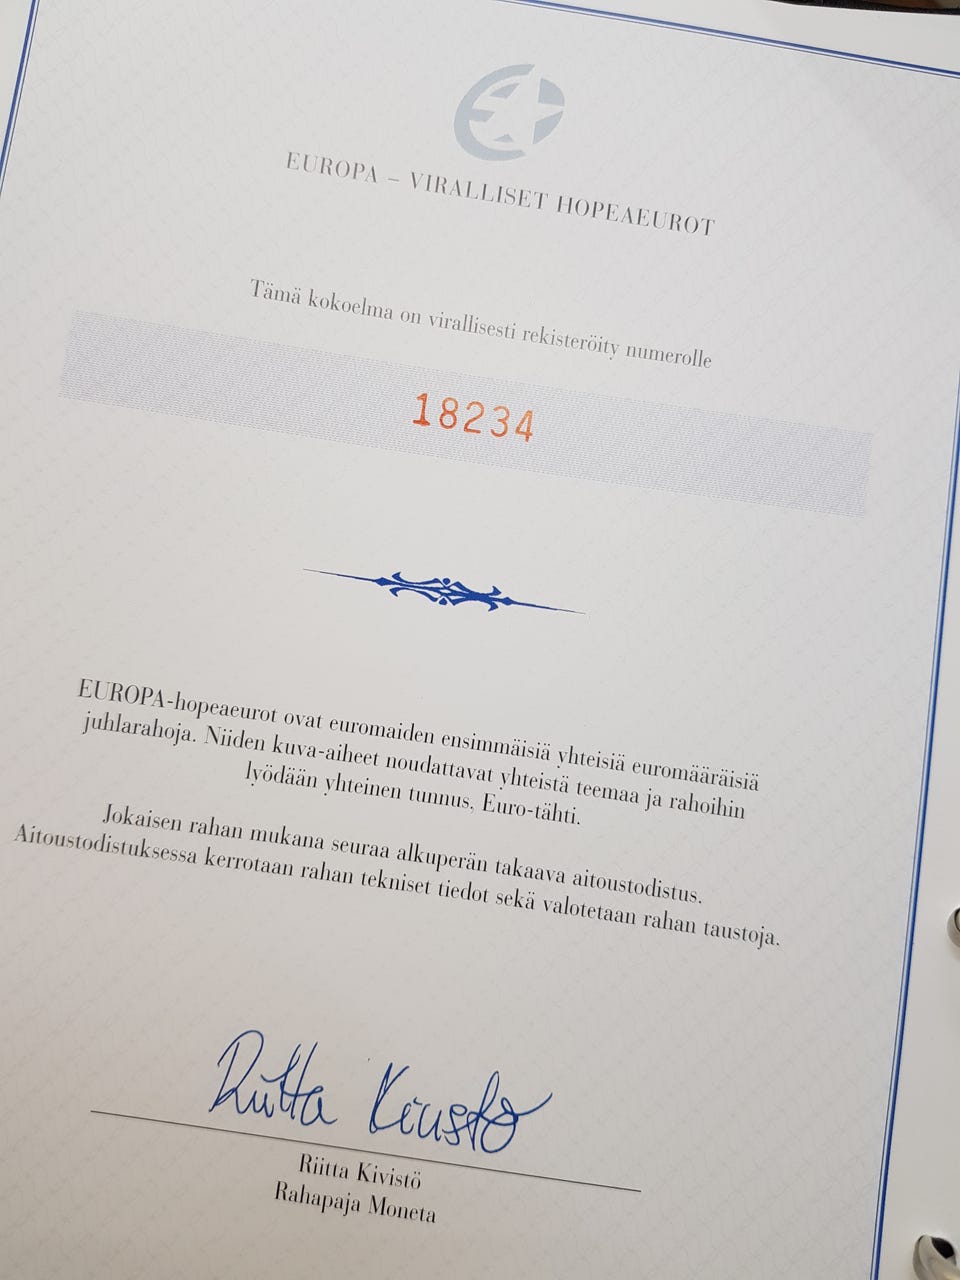 EUROPA – VIRALLISET HOPEAEUROT
Tämä kokoelma on virallisesti rekisteröity numerolle
18234
EUROPA-hopeaeurot ovat euromaiden ensimmäisiä yhteisiä euromääräisiä
juhlarahoja. Niiden kuva-aiheet noudattavat yhteistä teemaa ja rahoihin
lyödään yhteinen tunnus, Euro-tähti.
Jokaisen rahan mukana seuraa alkuperän takaava aitoustodistus.
Aitoustodistuksessa kerrotaan rahan tekniset tiedot sekä valotetaan rahan taustoja.
Riitta Kivistö
Riitta Kivistö
Rahapaja Moneta